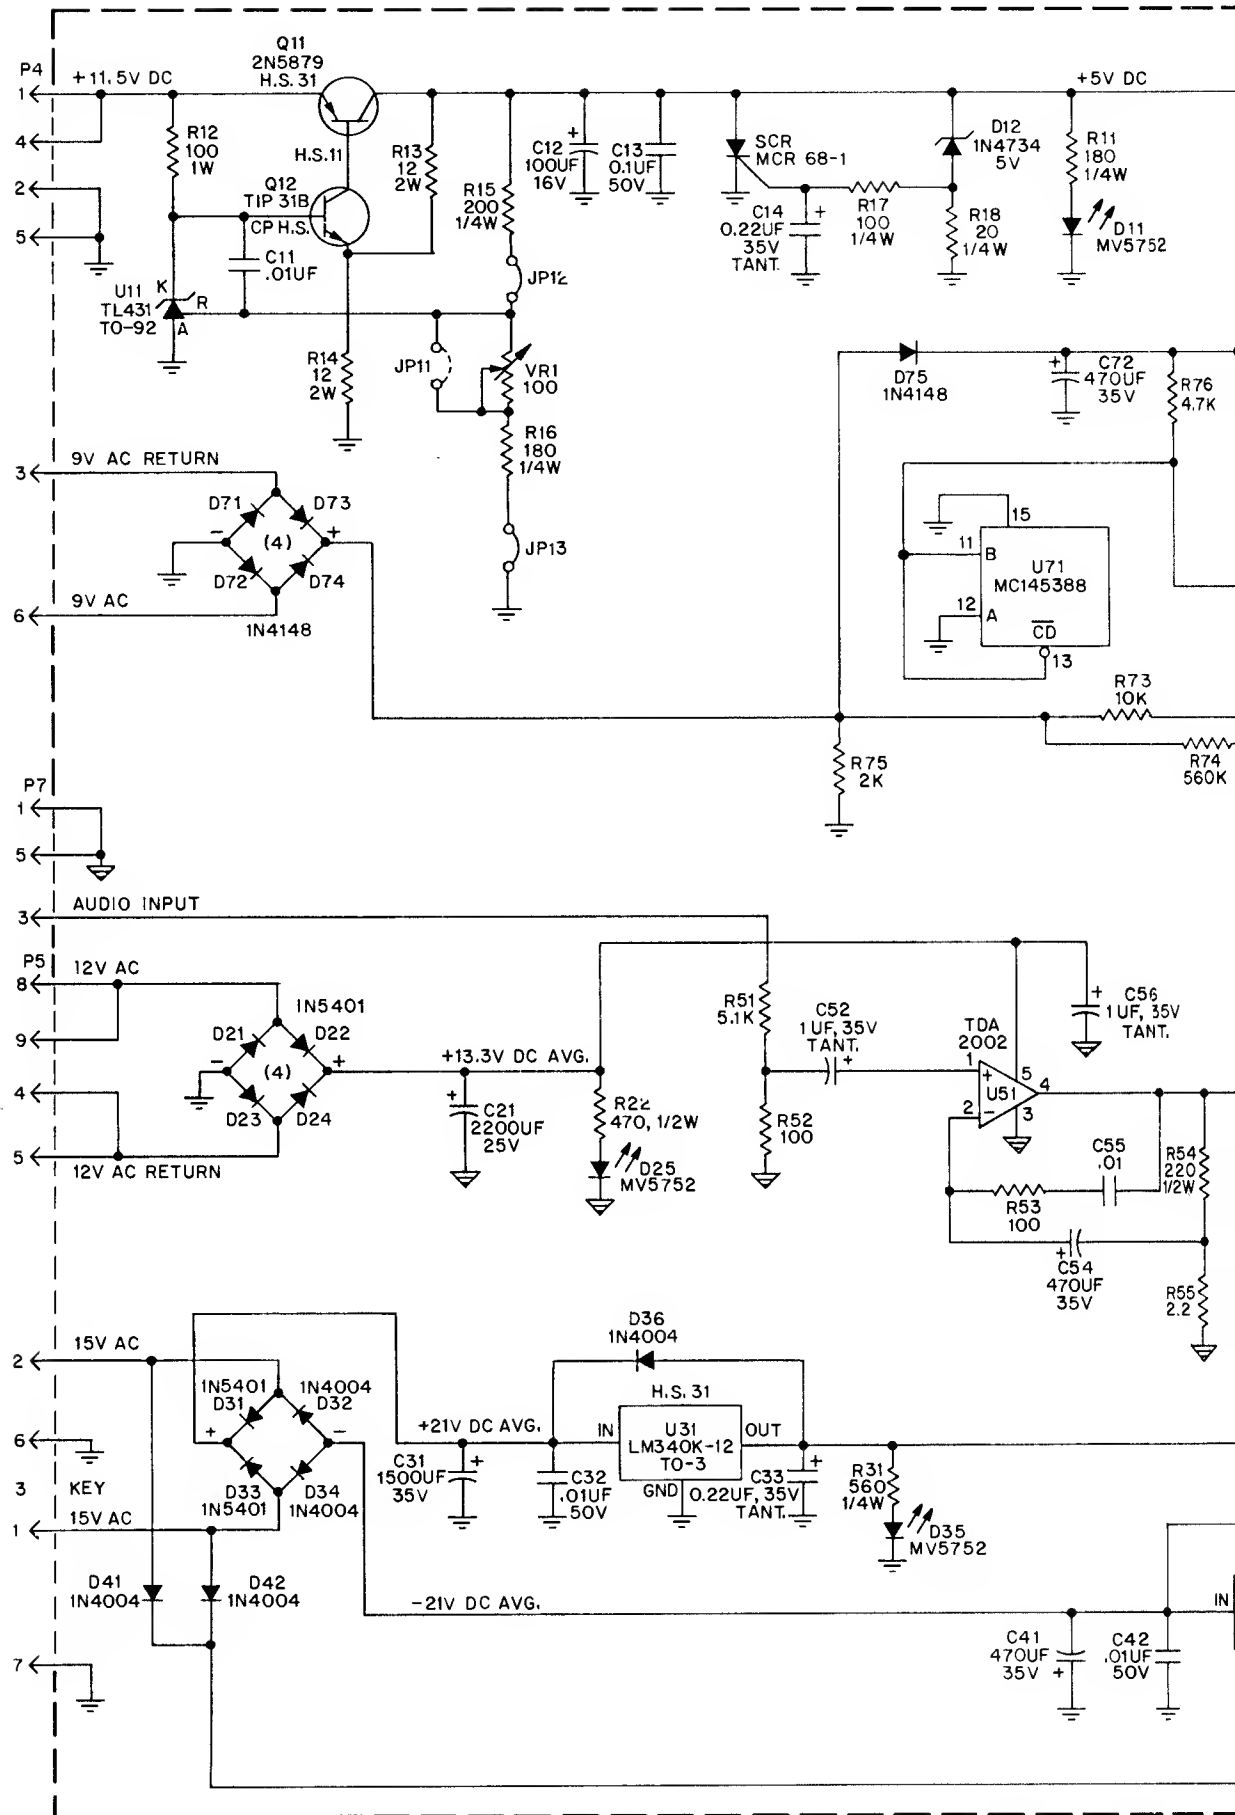 Q11
2N5879
H.S.31
P4
+11.5V DC
+5V DC
1
4
2
5
R12
100
1W
H.S.11
Q12
TIP 31B
CP H.S.
R13
12
2W
R15
200
1/4W
C12
100UF
16V
+
C13
0.1UF
50V
SCR
MCR 68-1
D12
1N4734
5V
R11
180
1/4W
C14
0.22UF
35V
TANT.
+
R17
100
1/4W
R18
20
1/4W
D11
MV5752
C11
.01UF
U11
TL431
TO-92
K
R
A
JP12
R14
12
2W
JP11
VR1
100
R16
180
1/4W
JP13
D75
1N4148
+
C72
470UF
35V
R76
4.7K
3
9V AC RETURN
D71
D73
-
(4)
+
D72
D74
6
9V AC
1N4148
15
11
B
U71
MC145388
12
A
CD
13
R73
10K
R74
560K
R75
2K
P7
1
5
3
AUDIO INPUT
P5
8
12V AC
9
4
5
12V AC RETURN
1N5401
D21
D22
-
(4)
+
D23
D24
+13.3V DC AVG.
+
C21
2200UF
25V
R22
470, 1/2W
D25
MV5752
R51
5.1K
C52
1UF, 35V
TANT.
+
R52
100
TDA
2002
1
+
U51
2
-
5
4
3
+
C56
1UF, 35V
TANT.
C55
.01
R53
100
R54
220
1/2W
+
C54
470UF
35V
R55
2.2
2
15V AC
1N5401
D31
1N4004
D32
+
-
D33
1N5401
D34
1N4004
6
3
KEY
1
15V AC
D36
1N4004
H.S.31
+21V DC AVG.
IN
U31
LM340K-12
TO-3
OUT
GND
C31
1500UF
35V
+
C32
.01UF
50V
C33
0.22UF, 35V
TANT.
+
R31
560
1/4W
D35
MV5752
D41
1N4004
D42
1N4004
-21V DC AVG.
IN
C41
470UF
35V
+
C42
.01UF
50V
7